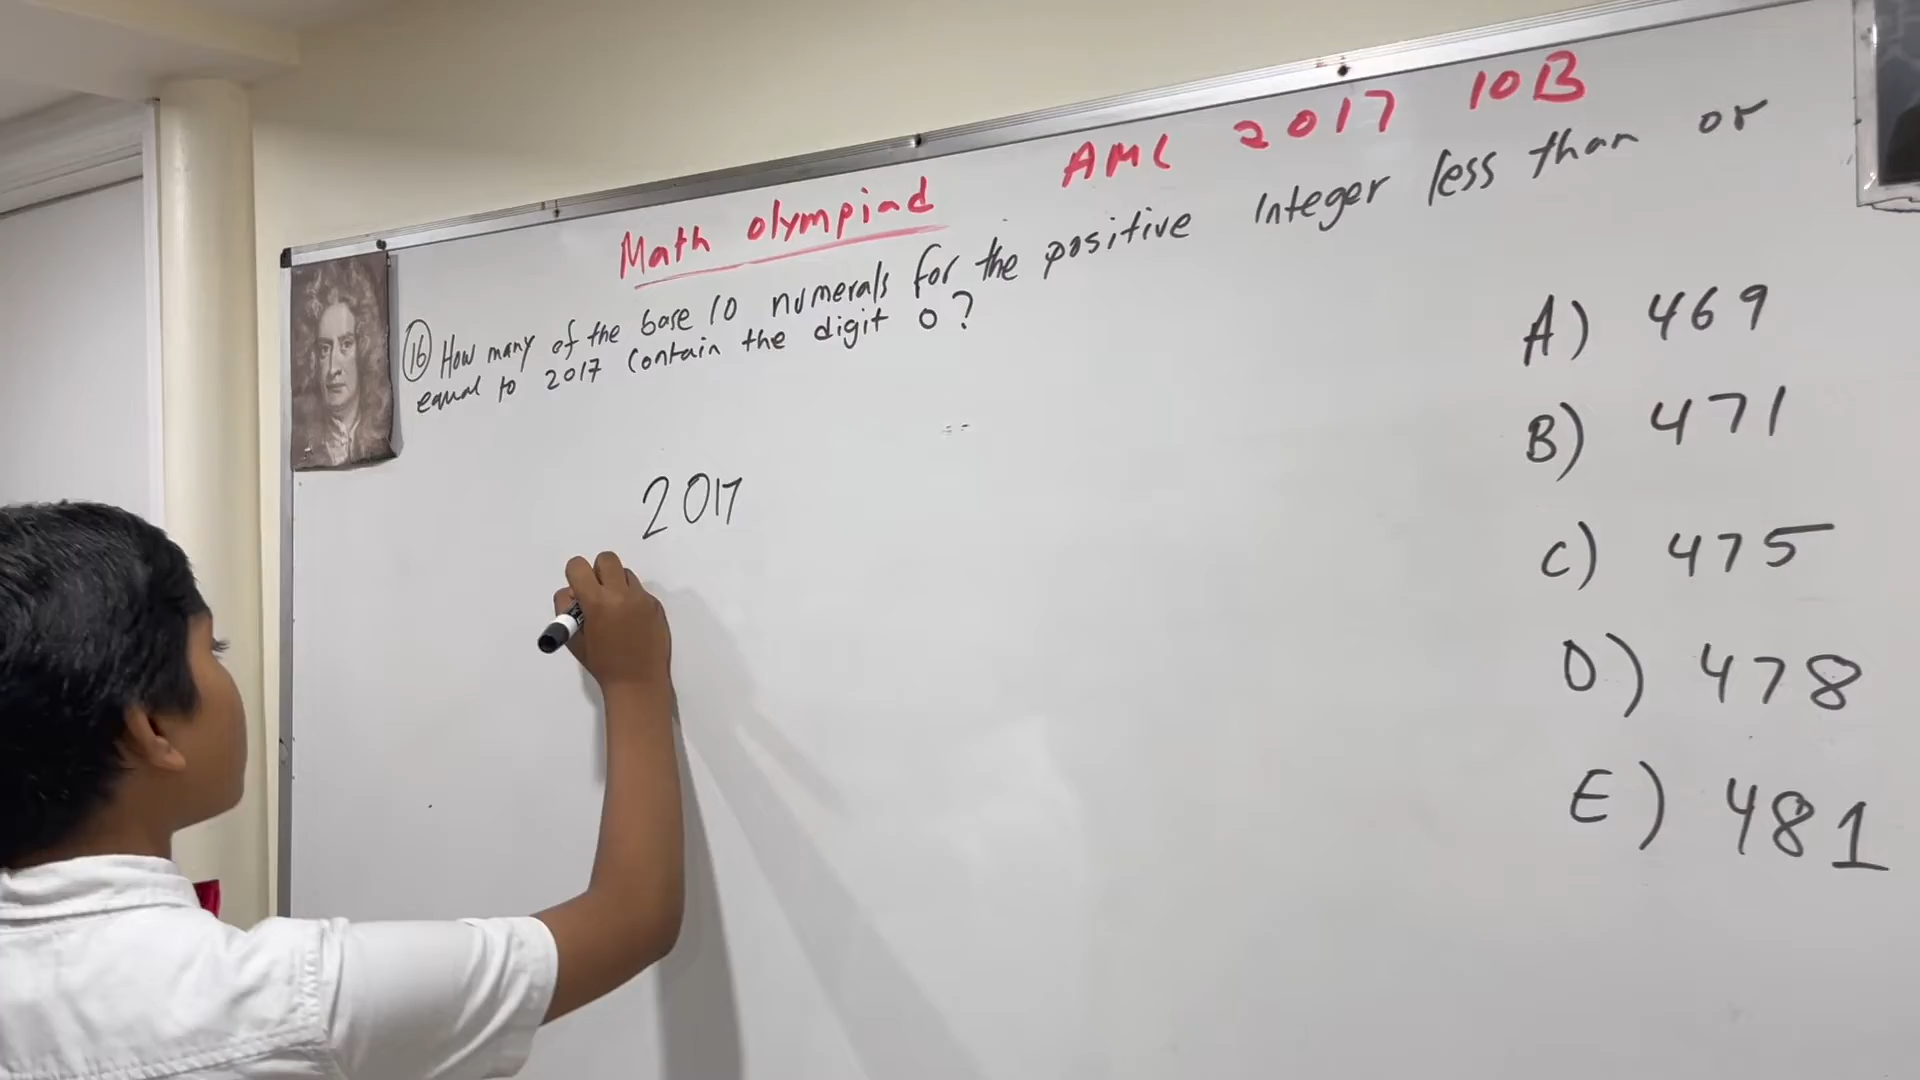 Math olympiad AMC 2017 10B
16 How many of the base 10 numerals for the positive Integer less than or
equal to 2017 contain the digit 0?
2017
A) 469
B) 471
C) 475
D) 478
E) 481